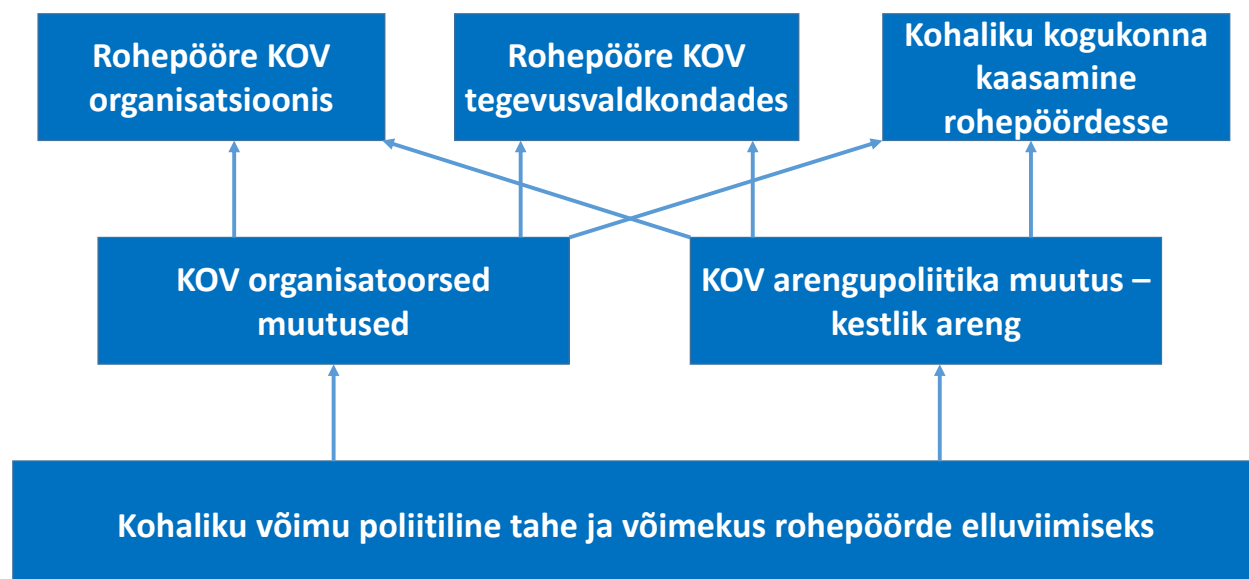 Rohepööre KOV
organisatsioonis
Rohepööre KOV
tegevusvaldkondades
Kohaliku kogukonna
kaasamine
rohepöördesse
KOV organisatoorsed
muutused
KOV arengupoliitika muutus –
kestlik areng
Kohaliku võimu poliitiline tahe ja võimekus rohepöörde elluviimiseks